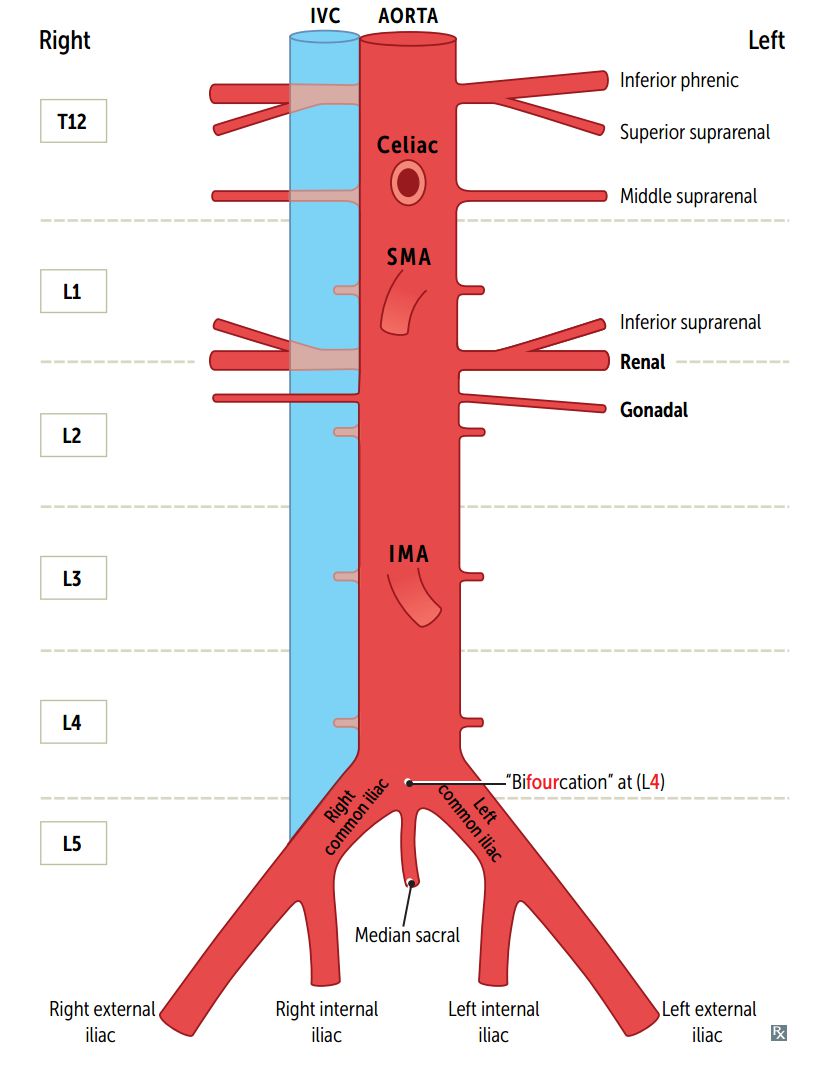 IVC
AORTA
Right
Left
Inferior phrenic
T12
Superior suprarenal
Celiac
Middle suprarenal
SMA
L1
Inferior suprarenal
Renal
Gonadal
L2
IMA
L3
L4
"Bifourcation" at (L4)
Right
common iliac
Left
common iliac
L5
Median sacral
Right external
iliac
Right internal
iliac
Left internal
iliac
Left external
iliac
Rx